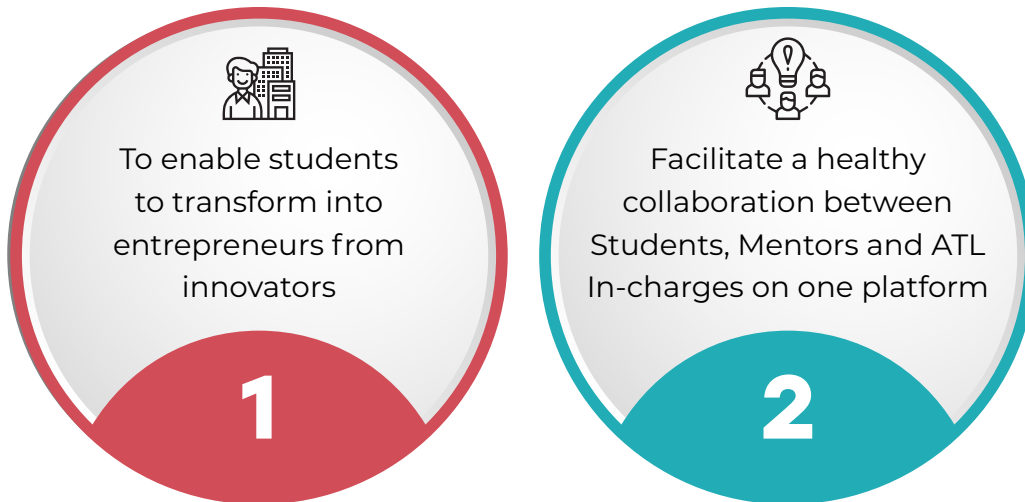 To enable students
to transform into
entrepreneurs from
innovators
1
Facilitate a healthy
collaboration between
Students, Mentors and ATL
In-charges on one platform
2